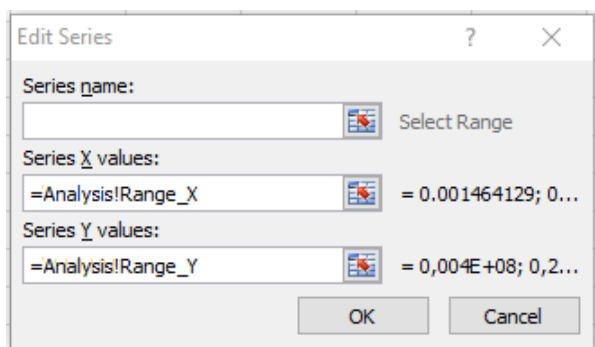 Edit Series ?
Series name:
Select Range
Series X values:
=Analysis!Range_X = 0.001464129; 0...
Series Y values:
=Analysis!Range_Y = 0,004E+08; 0,2...
OK Cancel